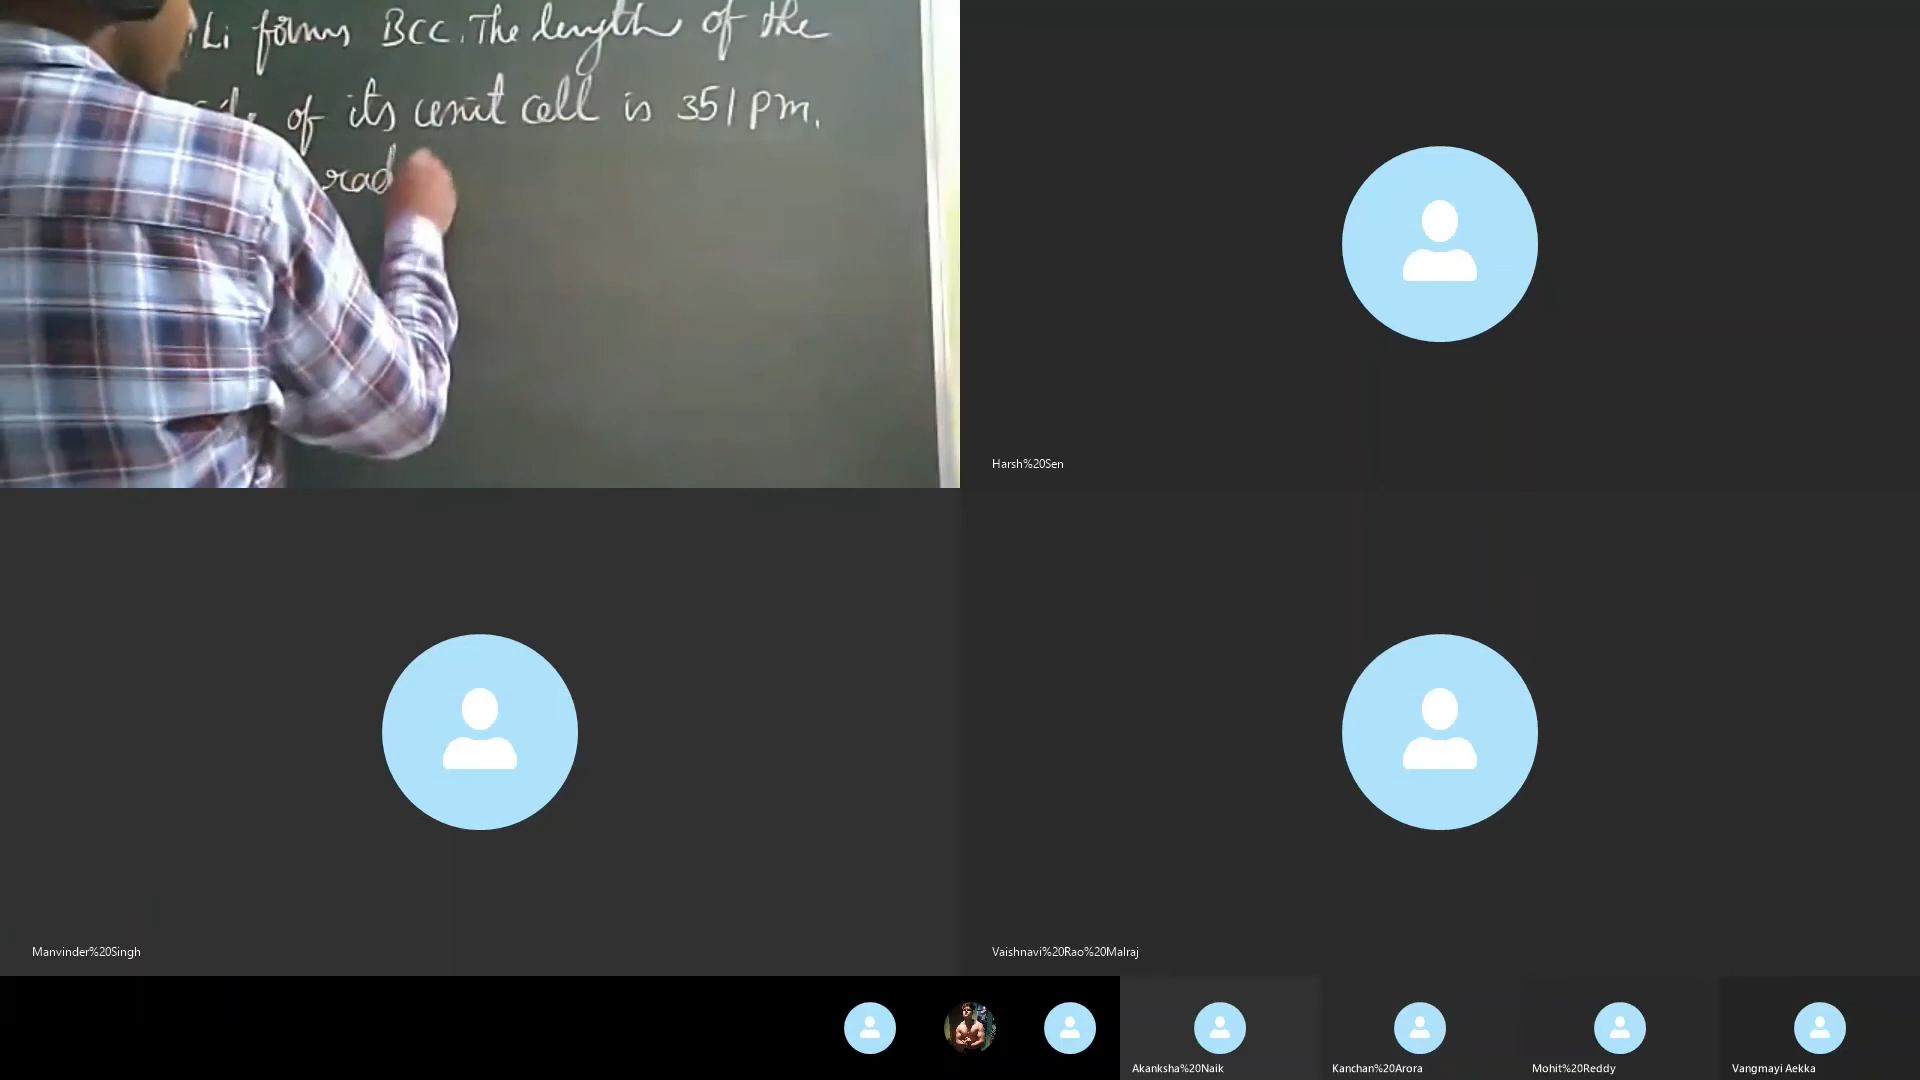 Li forms BCC. The length of the
of its unit cell is 351 pm.
rad
Harsh%20Sen
Manvinder%20Singh
Vaishnavi%20Rao%20Malraj
Akanksha%20Naik
Kanchan%20Arora
Mohit%20Reddy
Vangmayi Aekka